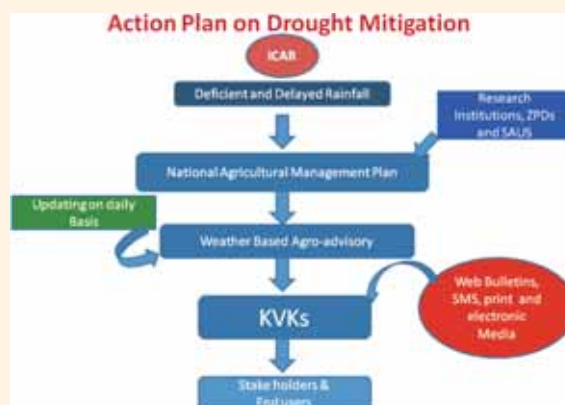 Action Plan on Drought Mitigation
ICAR
Deficient and Delayed Rainfall
Research
Institutions, ZPDs
and SAUS
National Agricultural Management Plan
Updating on daily
Basis
Weather Based Agro-advisory
Web Bulletins,
SMS, print and
electronic
Media
KVKs
Stake holders &
End users